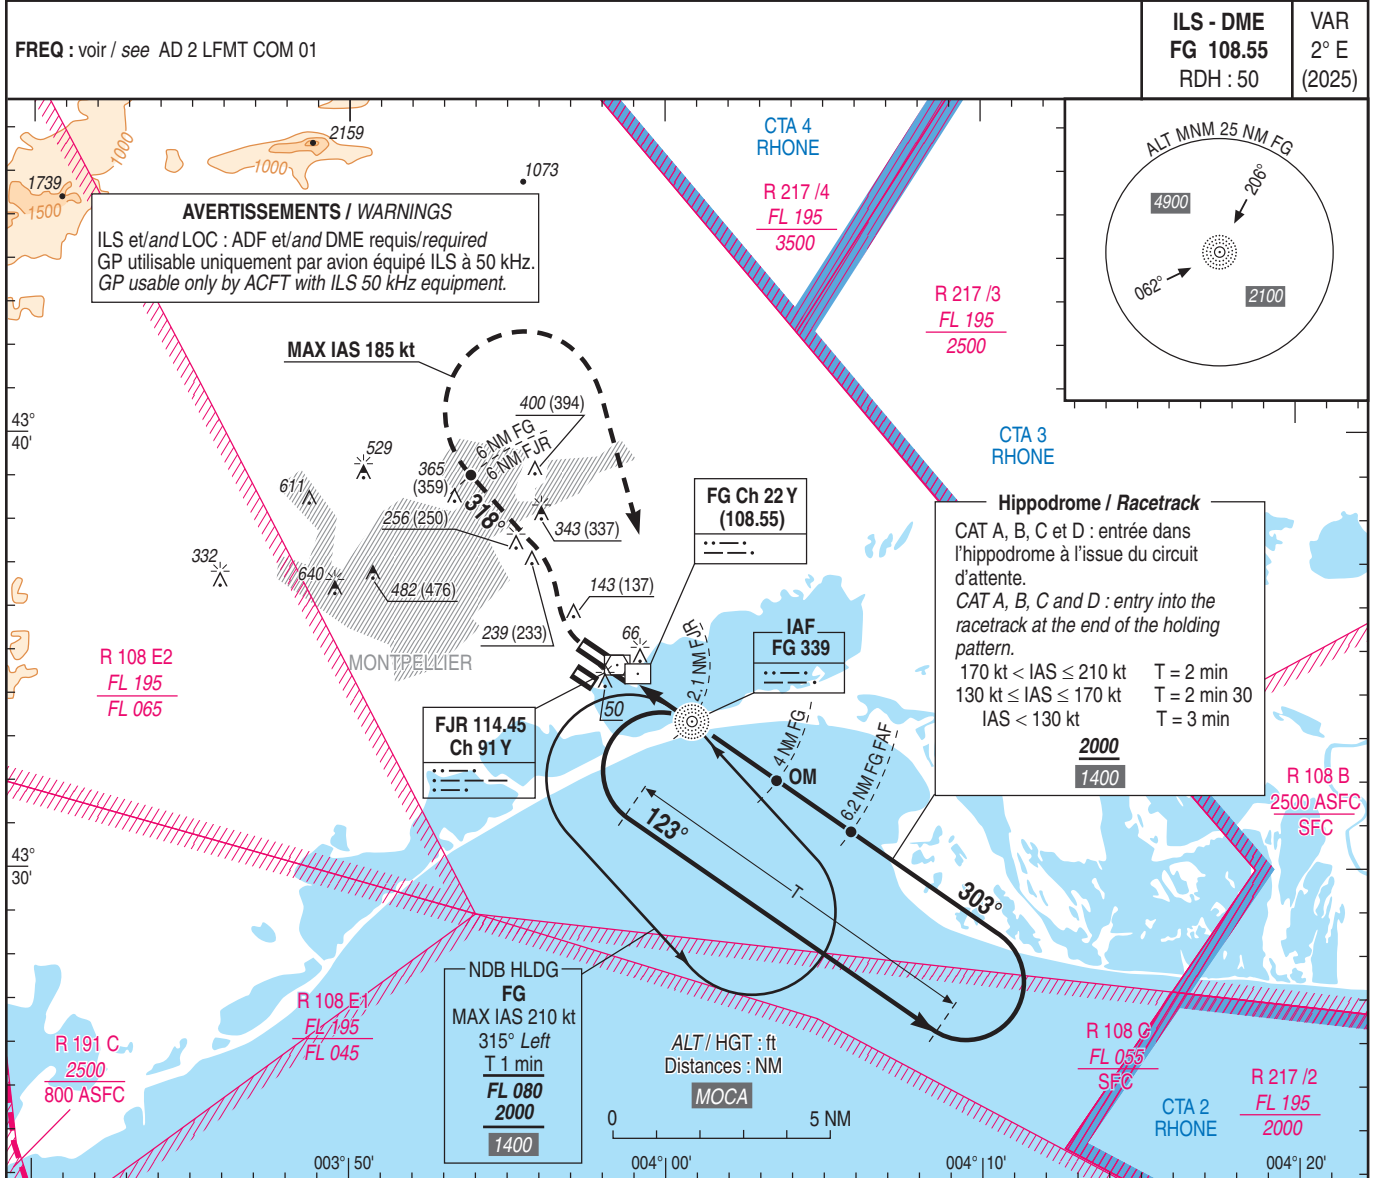 FREQ : voir / see AD 2 LFMT COM 01
ILS - DME
FG 108.55
RDH : 50
VAR
2° E
(2025)
ALT MNM 25 NM FG
206°
4900
062°
2100
1000
2159
1000
1739
1500
1073
AVERTISSEMENTS / WARNINGS
ILS et/and LOC : ADF et/and DME requis/required
GP utilisable uniquement par avion équipé ILS à 50 kHz.
GP usable only by ACFT with ILS 50 kHz equipment.
CTA 4
RHONE
R 217 /4
FL 195
3500
R 217 /3
FL 195
2500
CTA 3
RHONE
MAX IAS 185 kt
43°
40'
400 (394)
6 NM FG
6 NM FJR
529
365
(359)
611
318°
256 (250)
343 (337)
332
640
482 (476)
143 (137)
239 (233)
66
MONTPELLIER
50
FG Ch 22 Y
(108.55)
2.1 NM FJR
IAF
FG 339
FJR 114.45
Ch 91 Y
4 NM FG
OM
6.2 NM FG FAF
Hippodrome / Racetrack
CAT A, B, C et D : entrée dans
l'hippodrome à l'issue du circuit
d'attente.
CAT A, B, C and D : entry into the
racetrack at the end of the holding
pattern.
170 kt < IAS ≤ 210 kt T = 2 min
130 kt ≤ IAS ≤ 170 kt T = 2 min 30
IAS < 130 kt T = 3 min
2000
1400
R 108 E2
FL 195
FL 065
R 108 B
2500 ASFC
SFC
43°
30'
123°
T
303°
NDB HLDG
FG
MAX IAS 210 kt
315° Left
T 1 min
FL 080
2000
1400
R 108 E1
FL 195
FL 045
R 191 C
2500
800 ASFC
ALT / HGT : ft
Distances : NM
MOCA
0 5 NM
R 108 C
FL 055
SFC
R 217 /2
FL 195
2000
CTA 2
RHONE
003° 50'
004° 00'
004° 10'
004° 20'